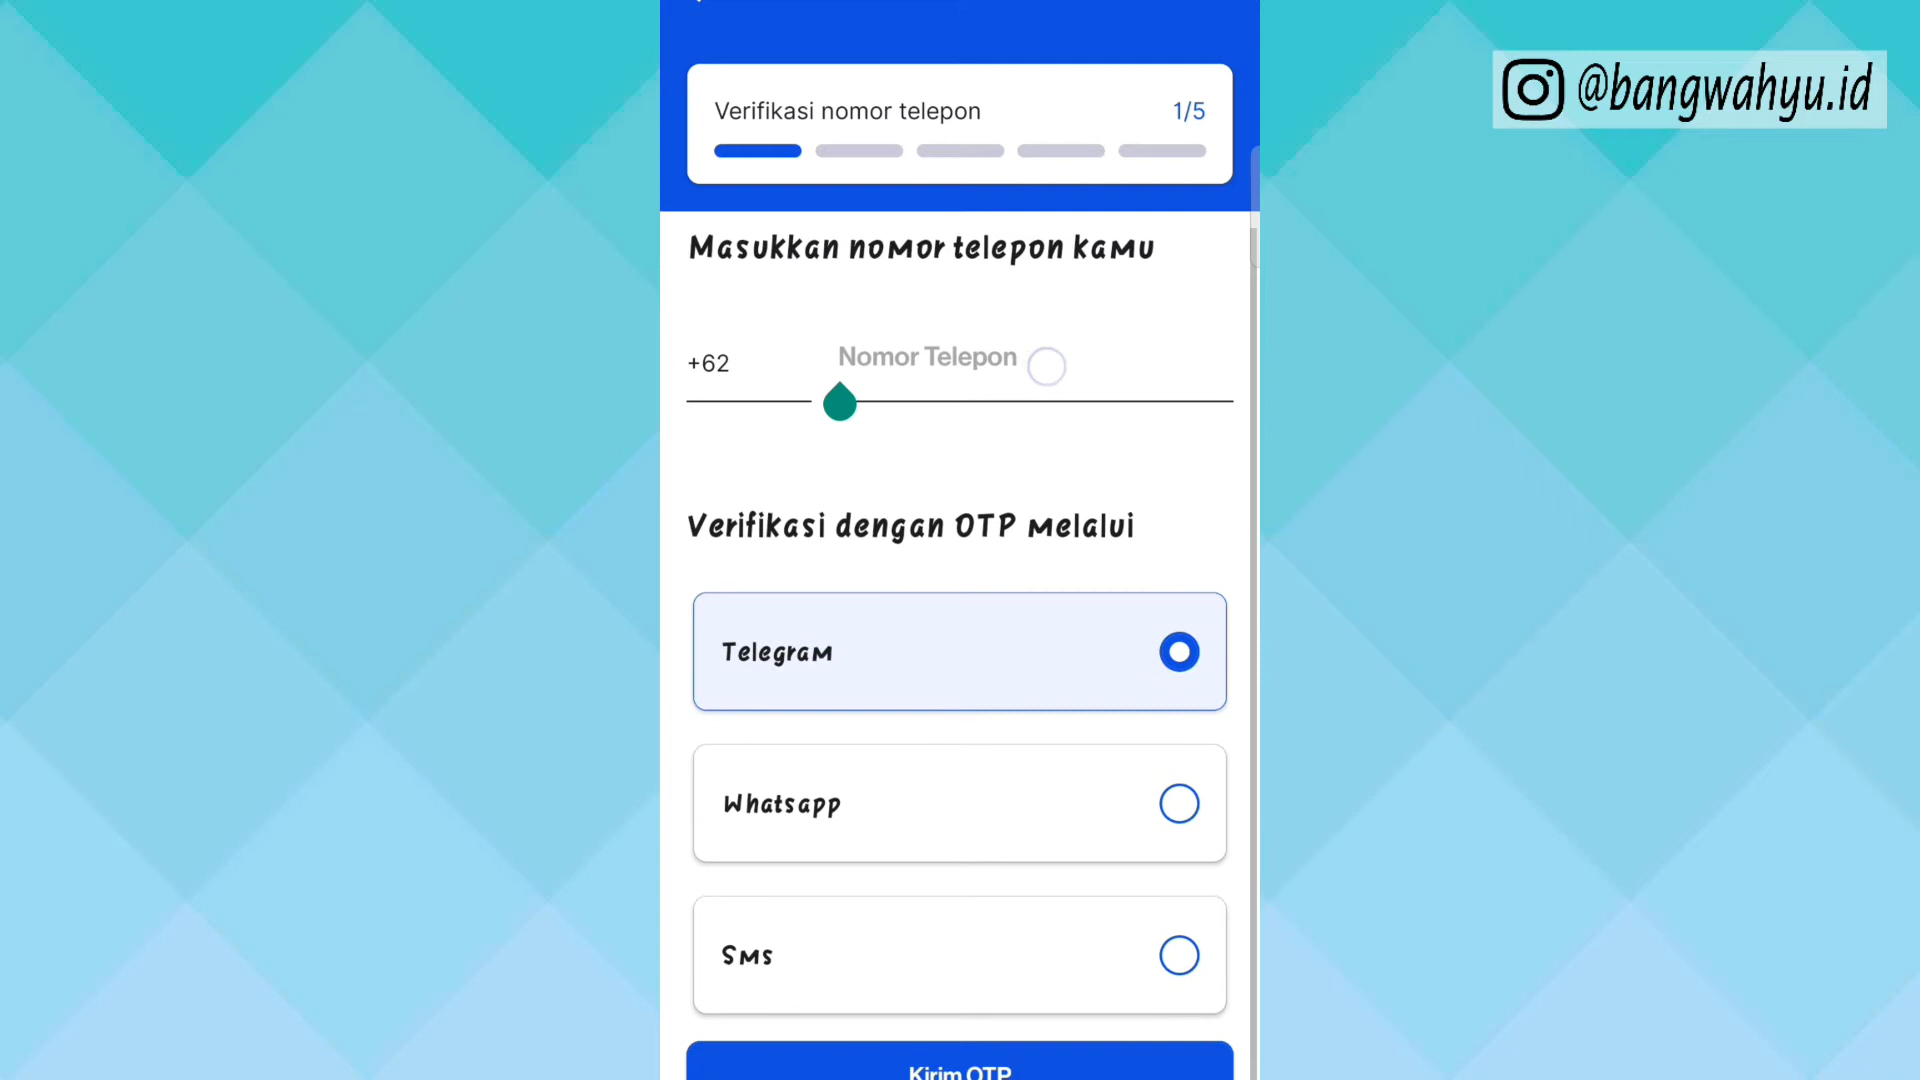 @bangwahyu.id
Verifikasi nomor telepon 1/5
Masukkan nomor telepon kamu
+62 Nomor Telepon
Verifikasi dengan OTP melalui
Telegram
Whatsapp
Sms
Kirim OTP